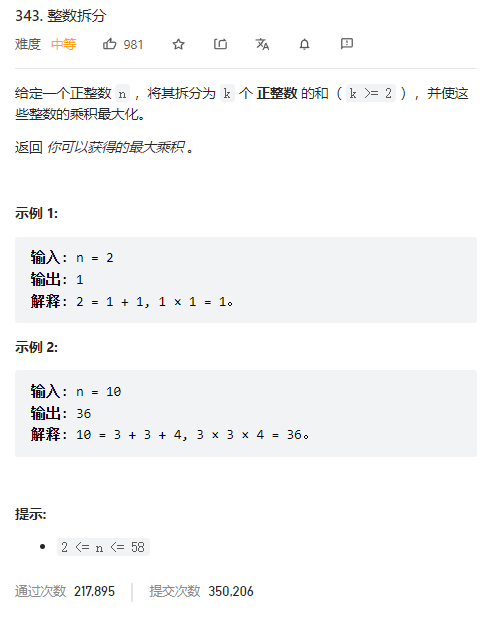 343. 整数拆分
难度 中等 981
给定一个正整数 n ，将其拆分为 k 个 正整数 的和（ k >= 2 ），并使这
些整数的乘积最大化。
返回 你可以获得的最大乘积 。
示例 1:
输入: n = 2
输出: 1
解释: 2 = 1 + 1, 1 × 1 = 1。
示例 2:
输入: n = 10
输出: 36
解释: 10 = 3 + 3 + 4, 3 × 3 × 4 = 36。
提示:
2 <= n <= 58
通过次数 217,895 提交次数 350,206